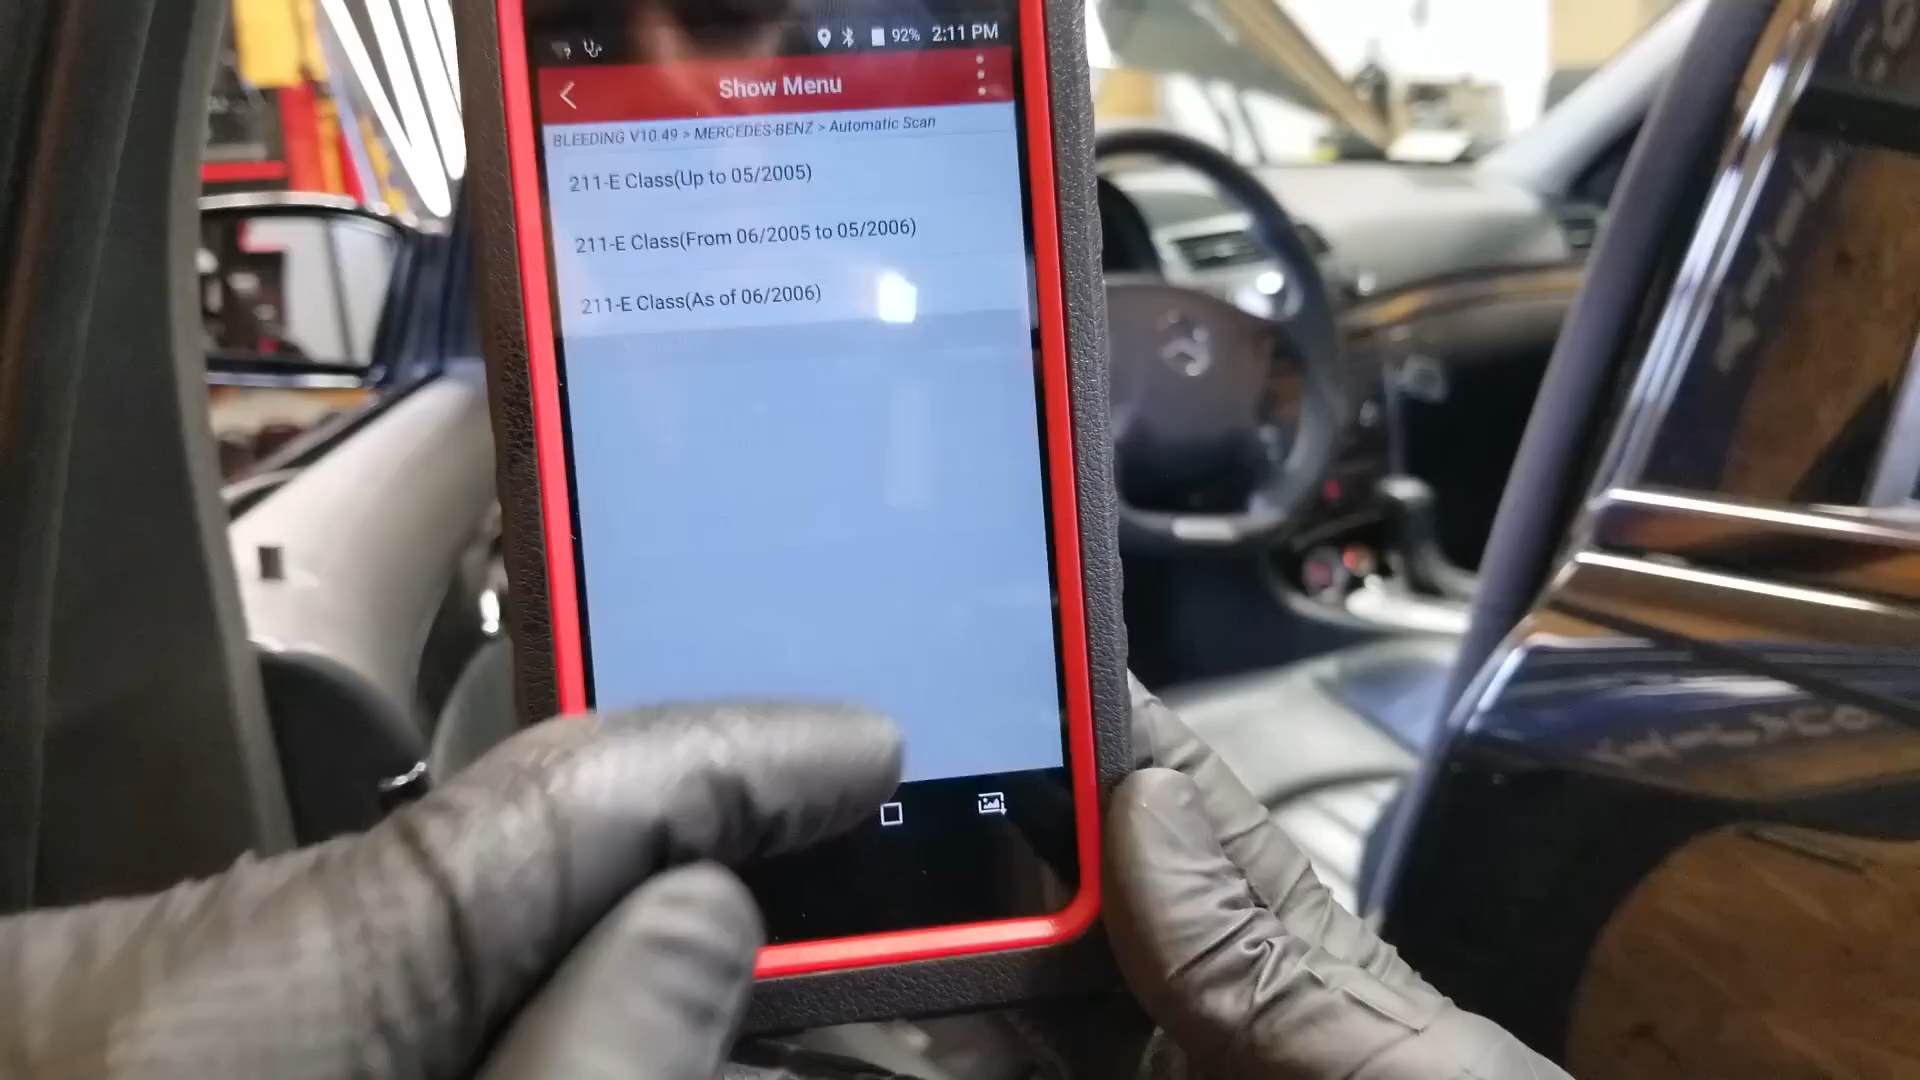 92% 2:11 PM
Show Menu
BLEEDING V10.49 > MERCEDES-BENZ > Automatic Scan
211-E Class(Up to 05/2005)
211-E Class(From 06/2005 to 05/2006)
211-E Class(As of 06/2006)